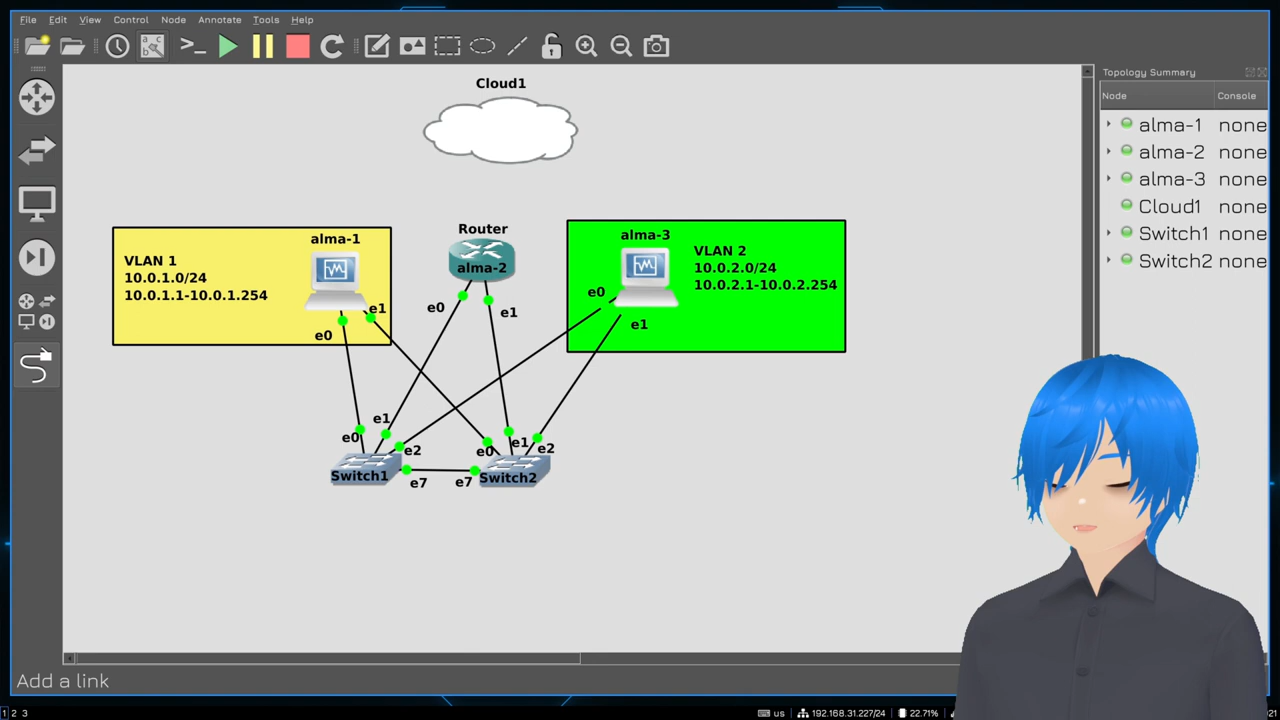 File Edit View Control Node Annotate Tools Help
Cloud1
Router
alma-1
alma-2
alma-3
VLAN 1
10.0.1.0/24
10.0.1.1-10.0.1.254
VLAN 2
10.0.2.0/24
10.0.2.1-10.0.2.254
e0
e1
e0
e1
e0
e1
e0
e1
e2
e7
e0
e1
e2
e7
Switch1
Switch2
Topology Summary
Node Console
alma-1 none
alma-2 none
alma-3 none
Cloud1 none
Switch1 none
Switch2 none
Add a link
1 2 3
us
192.168.31.227/24
22.71%